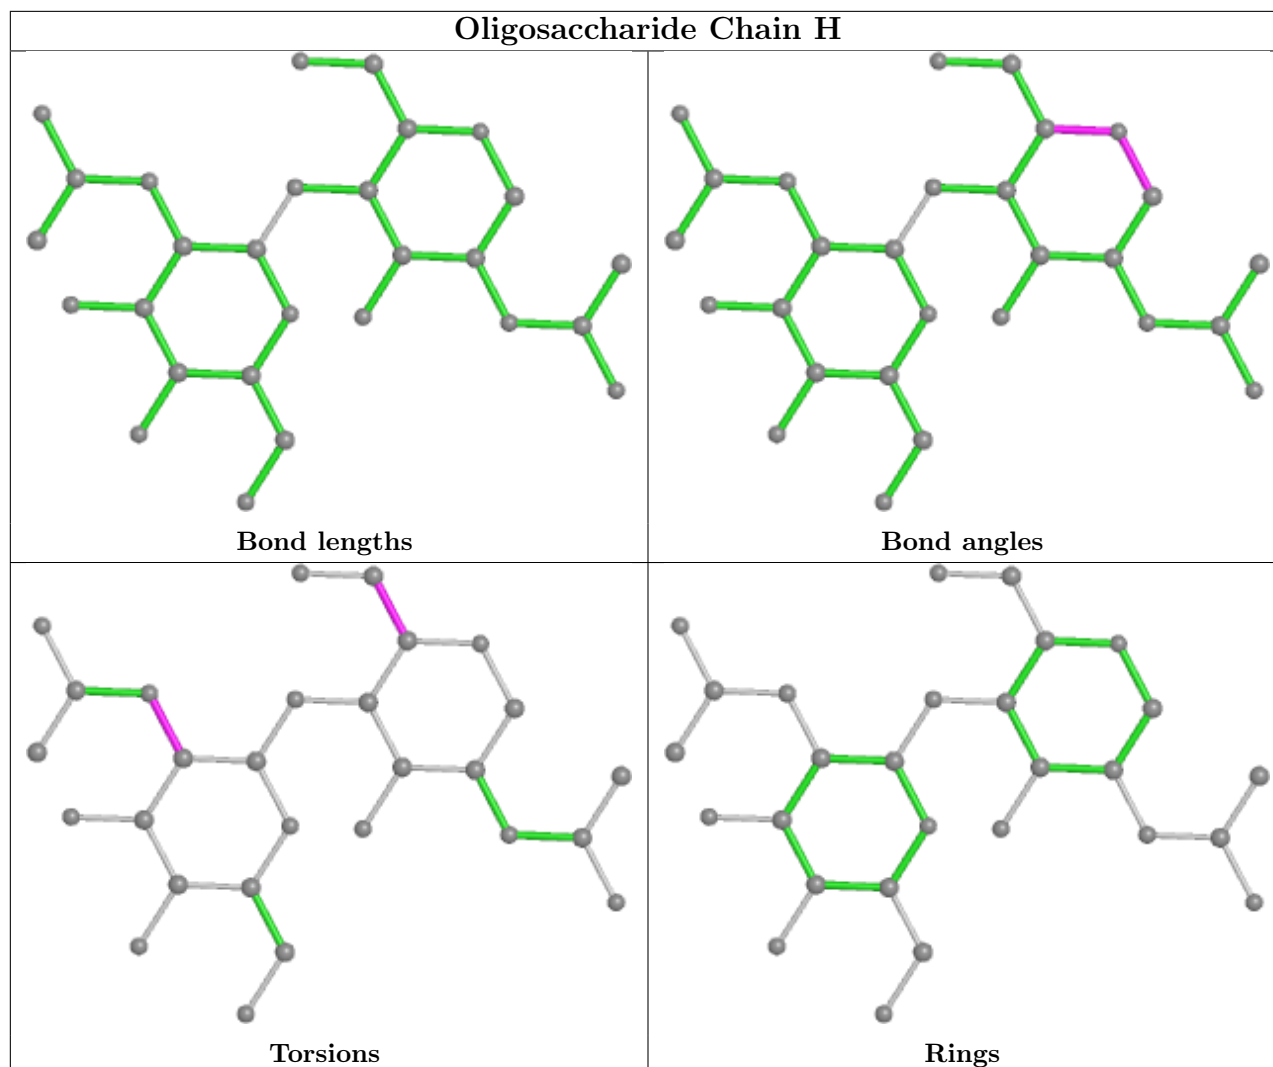 Oligosaccharide Chain H
Bond lengths
Bond angles
Torsions
Rings